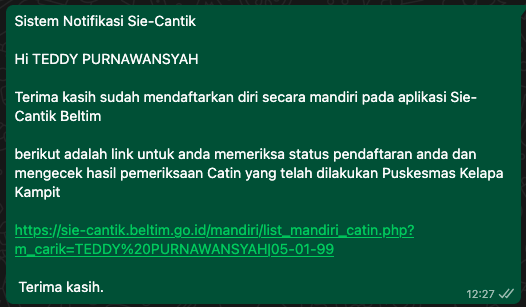 Sistem Notifikasi Sie-Cantik
Hi TEDDY PURNAWANSYAH
Terima kasih sudah mendaftarkan diri secara mandiri pada aplikasi Sie-
Cantik Beltim
berikut adalah link untuk anda memeriksa status pendaftaran anda dan
mengecek hasil pemeriksaan Catin yang telah dilakukan Puskesmas Kelapa
Kampit
https://sie-cantik.beltim.go.id/mandiri/list_mandiri_catin.php?
m_carik=TEDDY%20PURNAWANSYAH|05-01-99
Terima kasih.
12:27